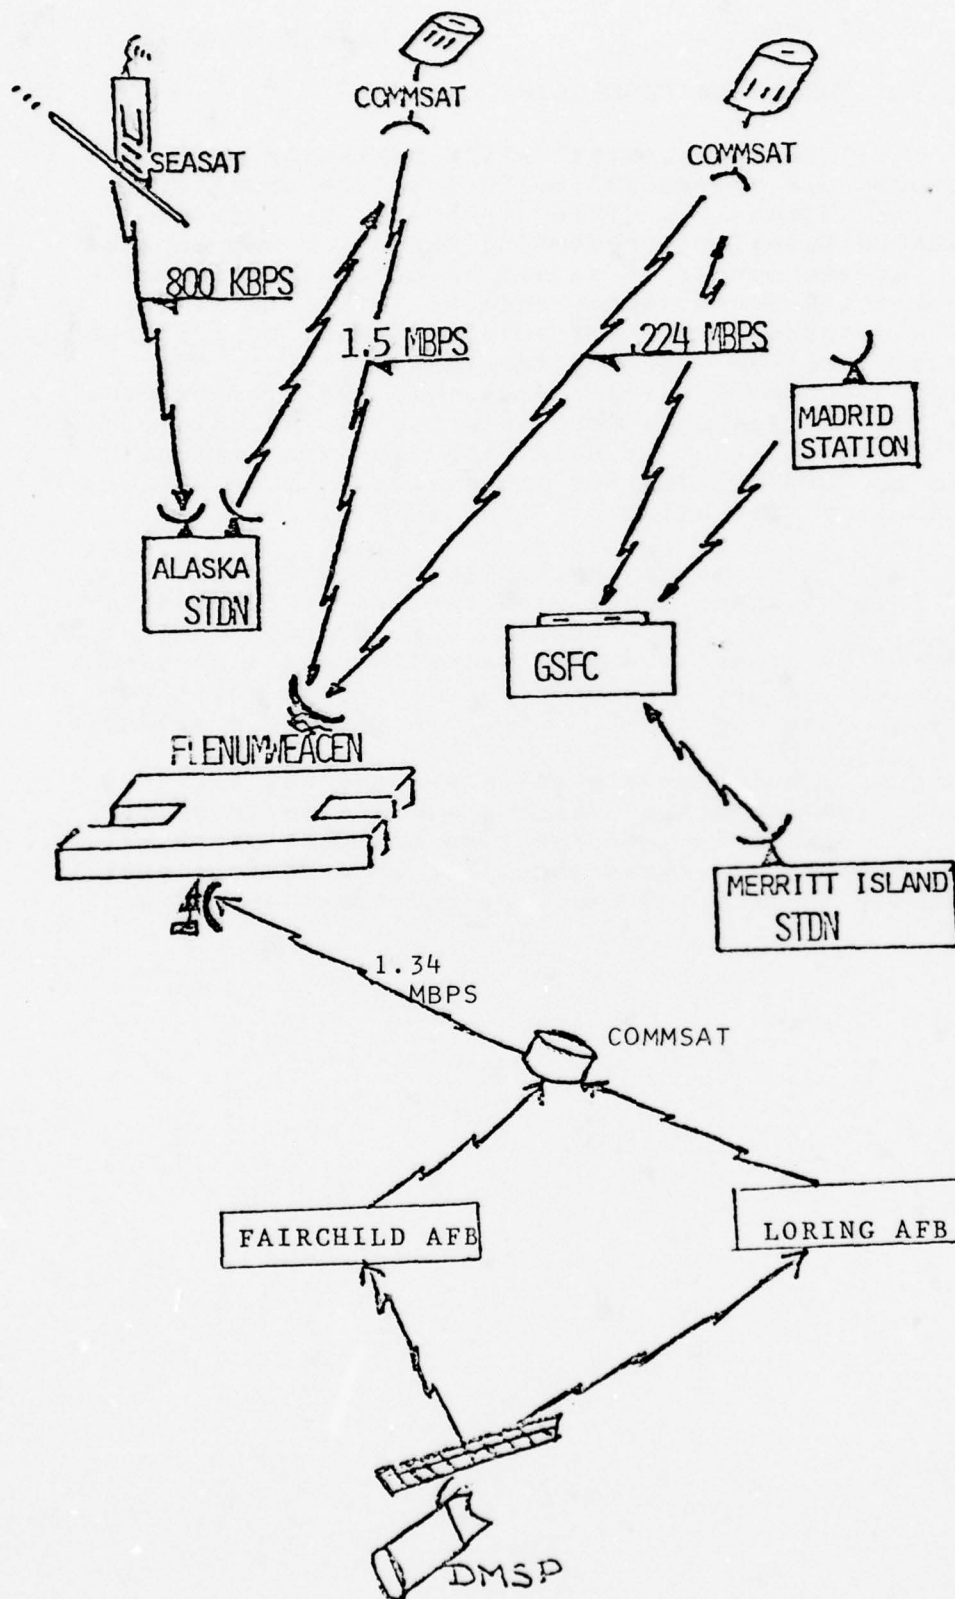 COMMSAT
COMMSAT
SEASAT
800 KBPS
1.5 MBPS
.224 MBPS
MADRID
STATION
ALASKA
STDN
GSFC
FLENUMWEACEN
MERRITT ISLAND
STDN
1.34
MBPS
COMMSAT
FAIRCHILD AFB
LORING AFB
DMSP